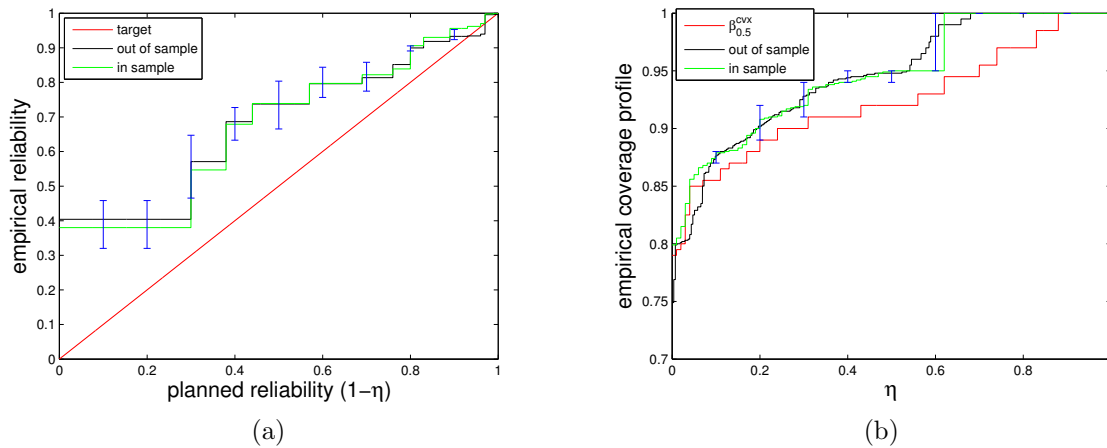 target
out of sample
in sample
empirical reliability
1
0.9
0.8
0.7
0.6
0.5
0.4
0.3
0.2
0.1
0
0 0.2 0.4 0.6 0.8 1
planned reliability (1−η)
(a)
β^cvx_0.5
out of sample
in sample
empirical coverage profile
1
0.95
0.9
0.85
0.8
0.75
0.7
0 0.2 0.4 0.6 0.8
η
(b)